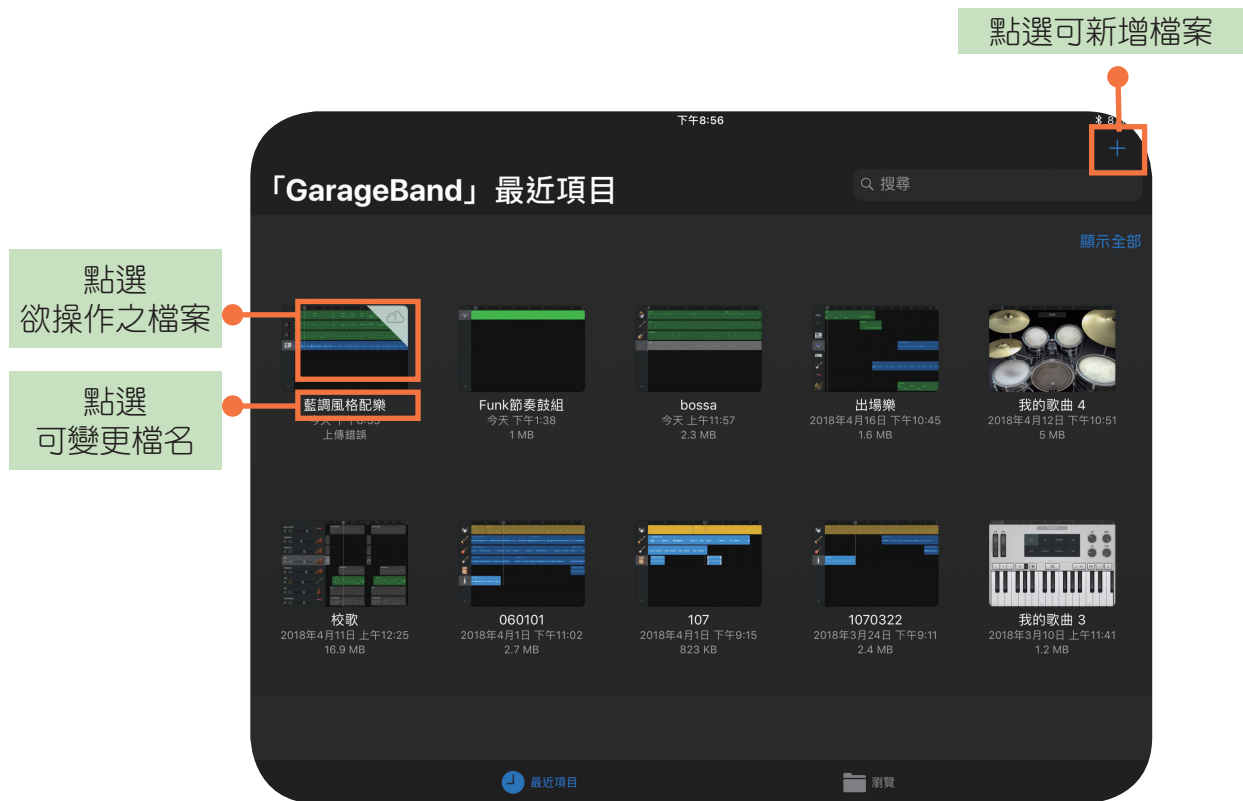 點選可新增檔案
下午8:56
「GarageBand」最近項目
搜尋
顯示全部
點選
欲操作之檔案
點選
可變更檔名
藍調風格配樂
上傳錯誤
Funk節奏鼓組
今天 下午1:38
1 MB
bossa
今天 上午11:57
2.3 MB
出場樂
2018年4月16日 下午10:45
1.6 MB
我的歌曲 4
2018年4月12日 下午10:51
5 MB
校歌
2018年4月11日 上午12:25
16.9 MB
060101
2018年4月1日 下午11:02
2.7 MB
107
2018年4月1日 下午9:15
823 KB
1070322
2018年3月24日 下午9:11
2.4 MB
我的歌曲 3
2018年3月10日 上午11:41
1.2 MB
最近項目
瀏覽